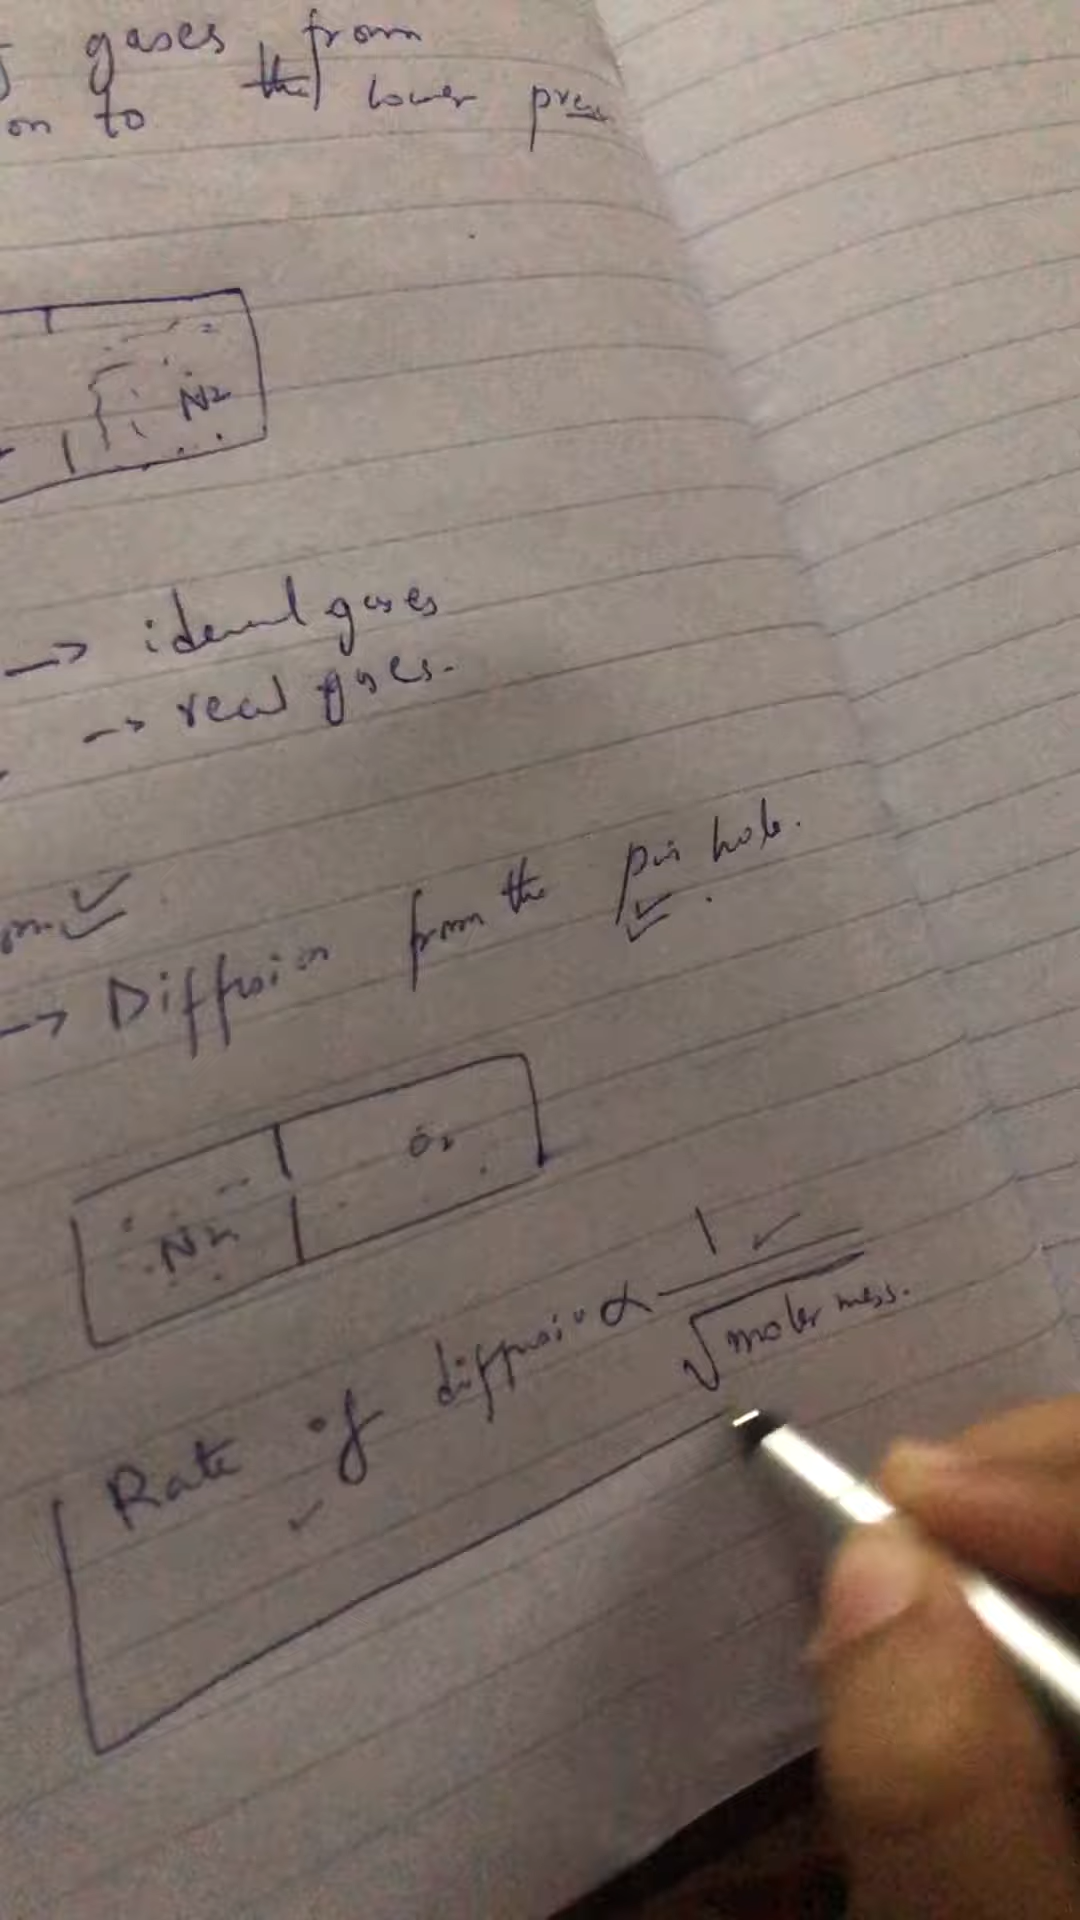 gases from
on to the lower pres
N2
→ ideal gases
→ real gases.
→ Diffusion from the pin hole.
O2
N2
Rate of diffusion ∝ 1 / √molar mass.